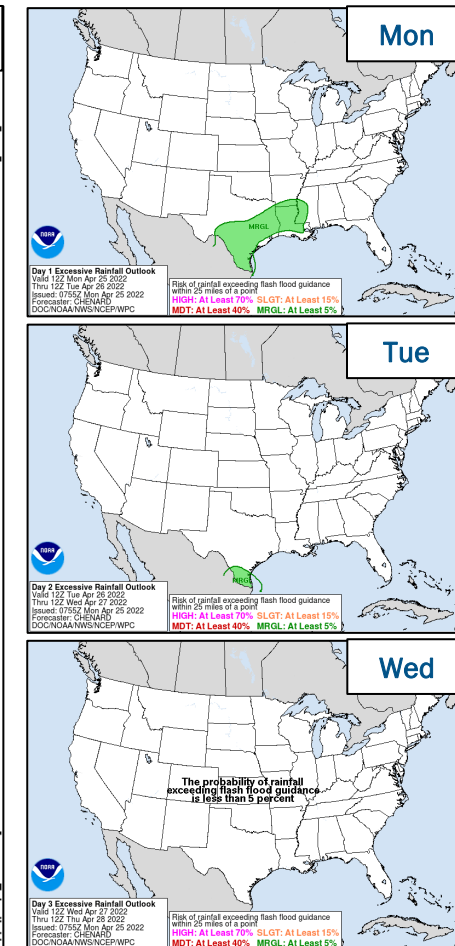 Mon
MRGL
NOAA
Day 1 Excessive Rainfall Outlook
Valid 12Z Mon Apr 25 2022
Thru 12Z Tue Apr 26 2022
Issued: 0755Z Mon Apr 25 2022
Forecaster: CHENARD
DOC/NOAA/NWS/NCEP/WPC
Risk of rainfall exceeding flash flood guidance
within 25 miles of a point
HIGH: At Least 70% SLGT: At Least 15%
MDT: At Least 40% MRGL: At Least 5%
Tue
MRGL
NOAA
Day 2 Excessive Rainfall Outlook
Valid 12Z Tue Apr 26 2022
Thru 12Z Wed Apr 27 2022
Issued: 0755Z Mon Apr 25 2022
Forecaster: CHENARD
DOC/NOAA/NWS/NCEP/WPC
Risk of rainfall exceeding flash flood guidance
within 25 miles of a point
HIGH: At Least 70% SLGT: At Least 15%
MDT: At Least 40% MRGL: At Least 5%
Wed
The probability of rainfall
exceeding flash flood guidance
is less than 5 percent
NOAA
Day 3 Excessive Rainfall Outlook
Valid 12Z Wed Apr 27 2022
Thru 12Z Thu Apr 28 2022
Issued: 0755Z Mon Apr 25 2022
Forecaster: CHENARD
DOC/NOAA/NWS/NCEP/WPC
Risk of rainfall exceeding flash flood guidance
within 25 miles of a point
HIGH: At Least 70% SLGT: At Least 15%
MDT: At Least 40% MRGL: At Least 5%